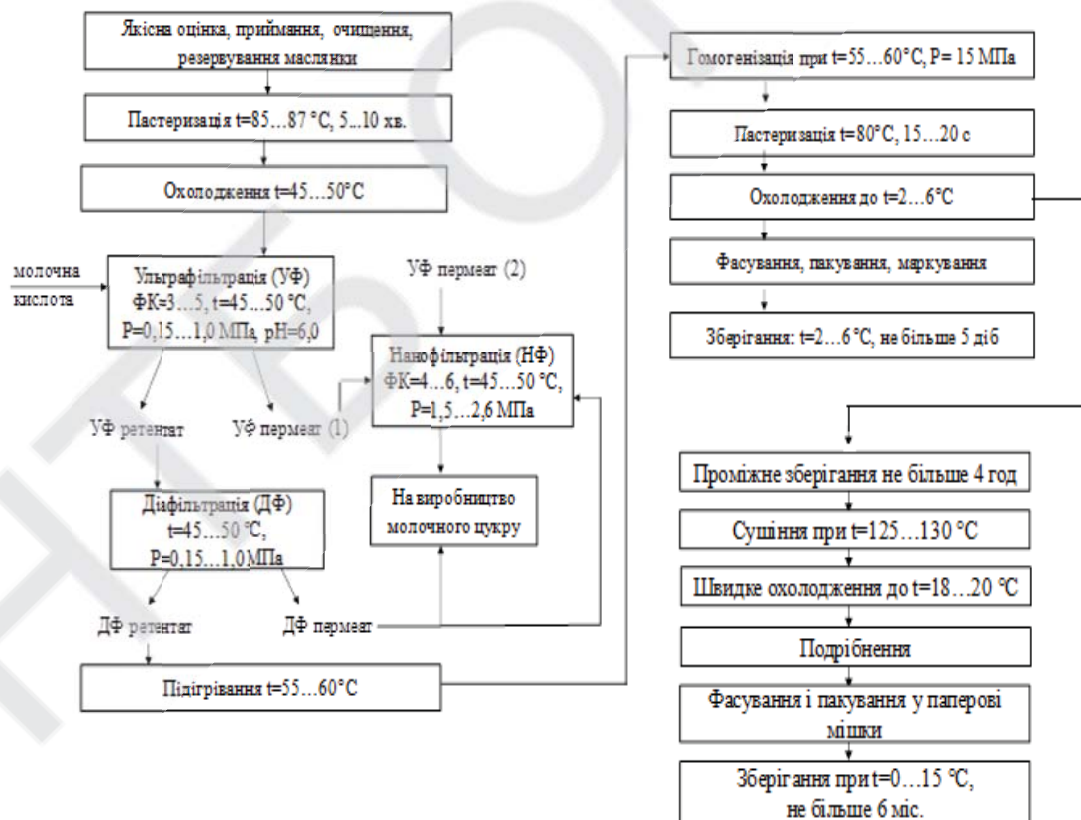 Якісна оцінка, приймання, очищення,
резервування маслянки
Пастеризація t=85…87 °С, 5...10 хв.
Охолодження t=45…50°С
молочна
кислота
Ультрафільтрація (УФ)
ФК=3…5, t=45...50 °С,
Р=0,15…1,0 МПа, рН=6,0
УФ ретентат
УФ пермеат (1)
УФ пермеат (2)
Нанофільтрація (НФ)
ФК=4…6, t=45…50 °С,
Р=1,5…2,6 МПа
На виробництво
молочного цукру
Діафільтрація (ДФ)
t=45…50 °С,
Р=0,15…1,0 МПа
ДФ ретентат
ДФ пермеат
Підігрівання t=55…60°С
Гомогенізація при t=55…60°С, Р= 15 МПа
Пастеризація t=80°С, 15…20 с
Охолодження до t=2…6°С
Фасування, пакування, маркування
Зберігання: t=2…6°С, не більше 5 діб
Проміжне зберігання не більше 4 год
Сушіння при t=125…130 °С
Швидке охолодження до t=18…20 °С
Подрібнення
Фасування і пакування у паперові
мішки
Зберігання при t=0…15 °С,
не більше 6 міс.